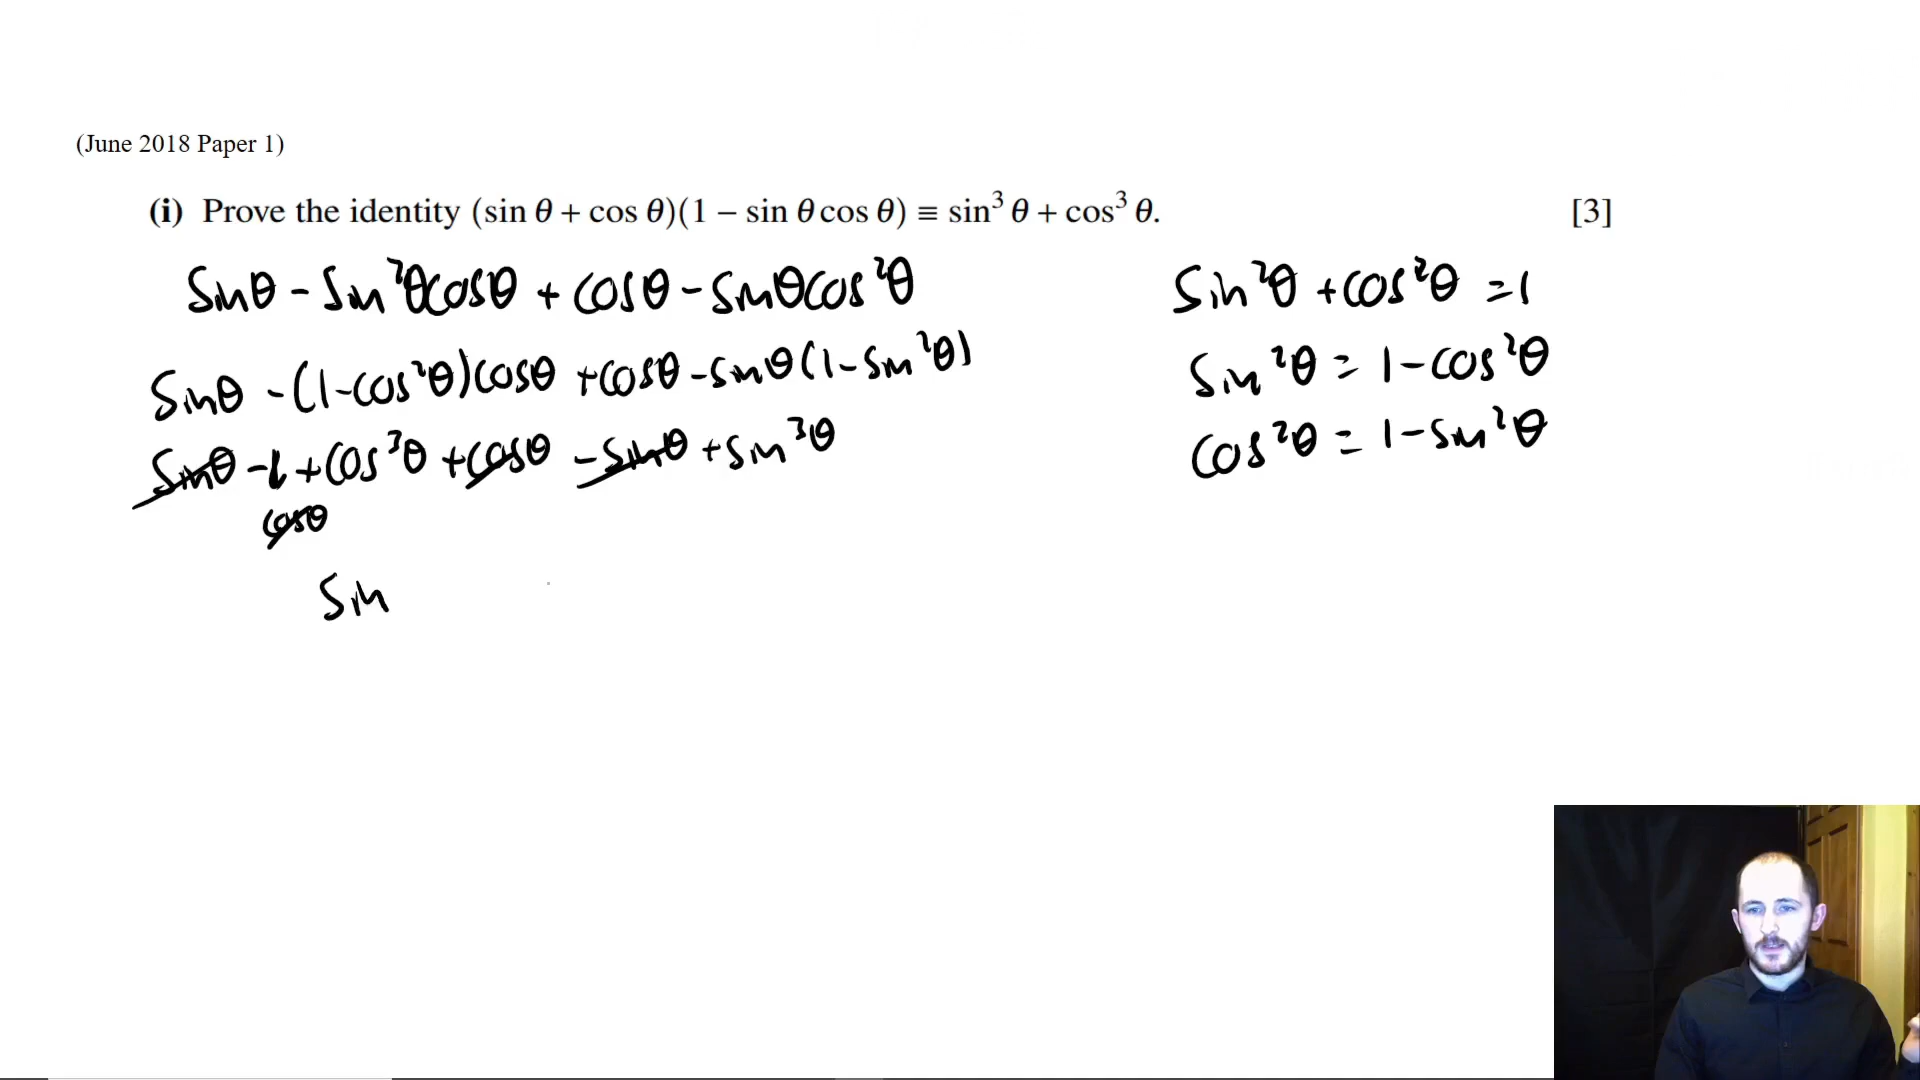 (June 2018 Paper 1)
(i) Prove the identity (sin θ + cos θ)(1 − sin θ cos θ) ≡ sin³ θ + cos³ θ. [3]
sinθ - sin²θcosθ + cosθ - sinθcos²θ
sinθ - (1-cos²θ)cosθ + cosθ - sinθ(1-sin²θ)
sinθ - + cos³θ + cosθ - sinθ + sin³θ
cosθ
sin
sin²θ + cos²θ = 1
sin²θ = 1 - cos²θ
cos²θ = 1 - sin²θ